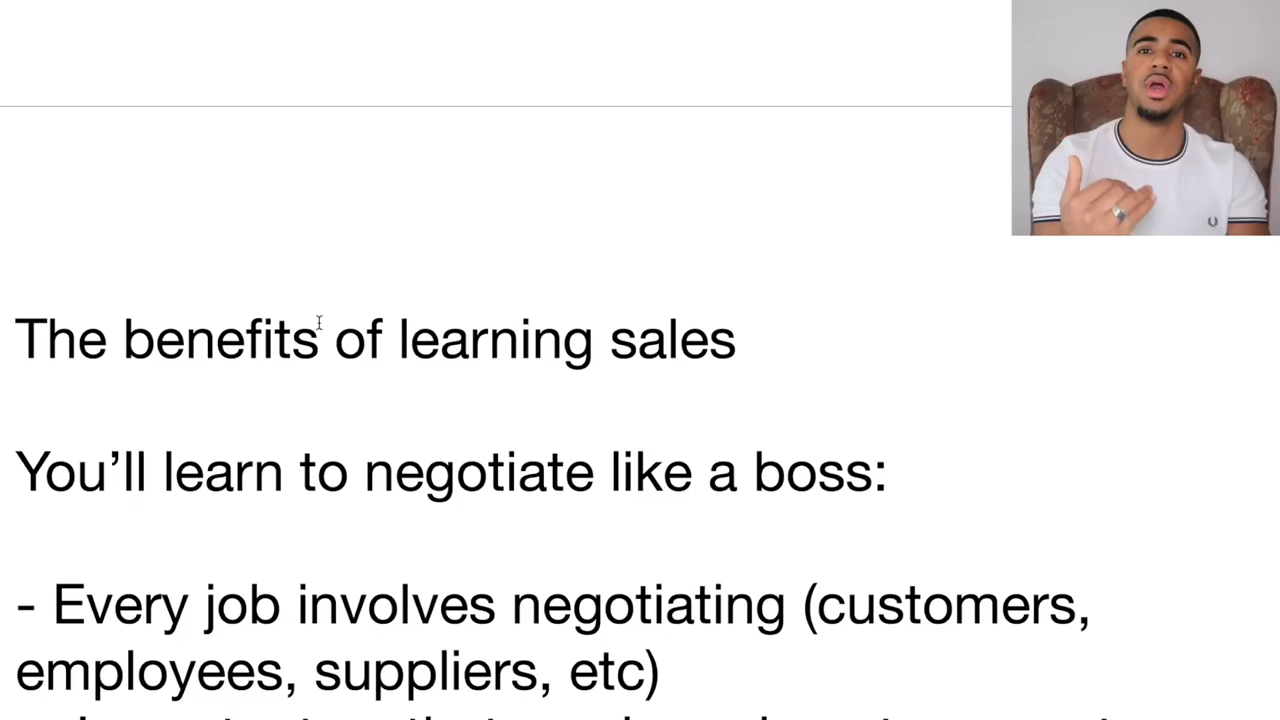 The benefits of learning sales
You’ll learn to negotiate like a boss:
- Every job involves negotiating (customers,
employees, suppliers, etc)